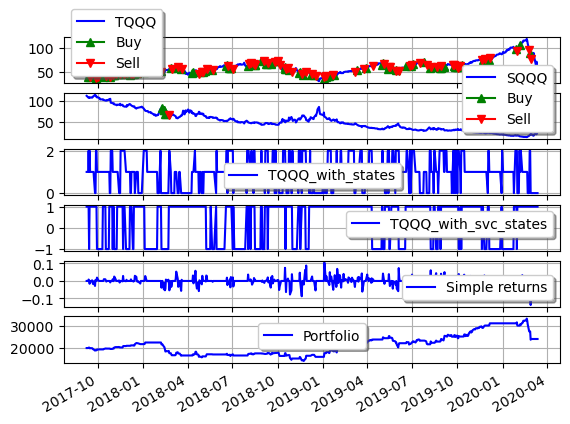 TQQQ
Buy
Sell
100
50
SQQQ
Buy
Sell
100
50
2
0
TQQQ_with_states
1
0
−1
TQQQ_with_svc_states
0.1
0.0
−0.1
Simple returns
30000
20000
Portfolio
2017-10
2018-01
2018-04
2018-07
2018-10
2019-01
2019-04
2019-07
2019-10
2020-01
2020-04